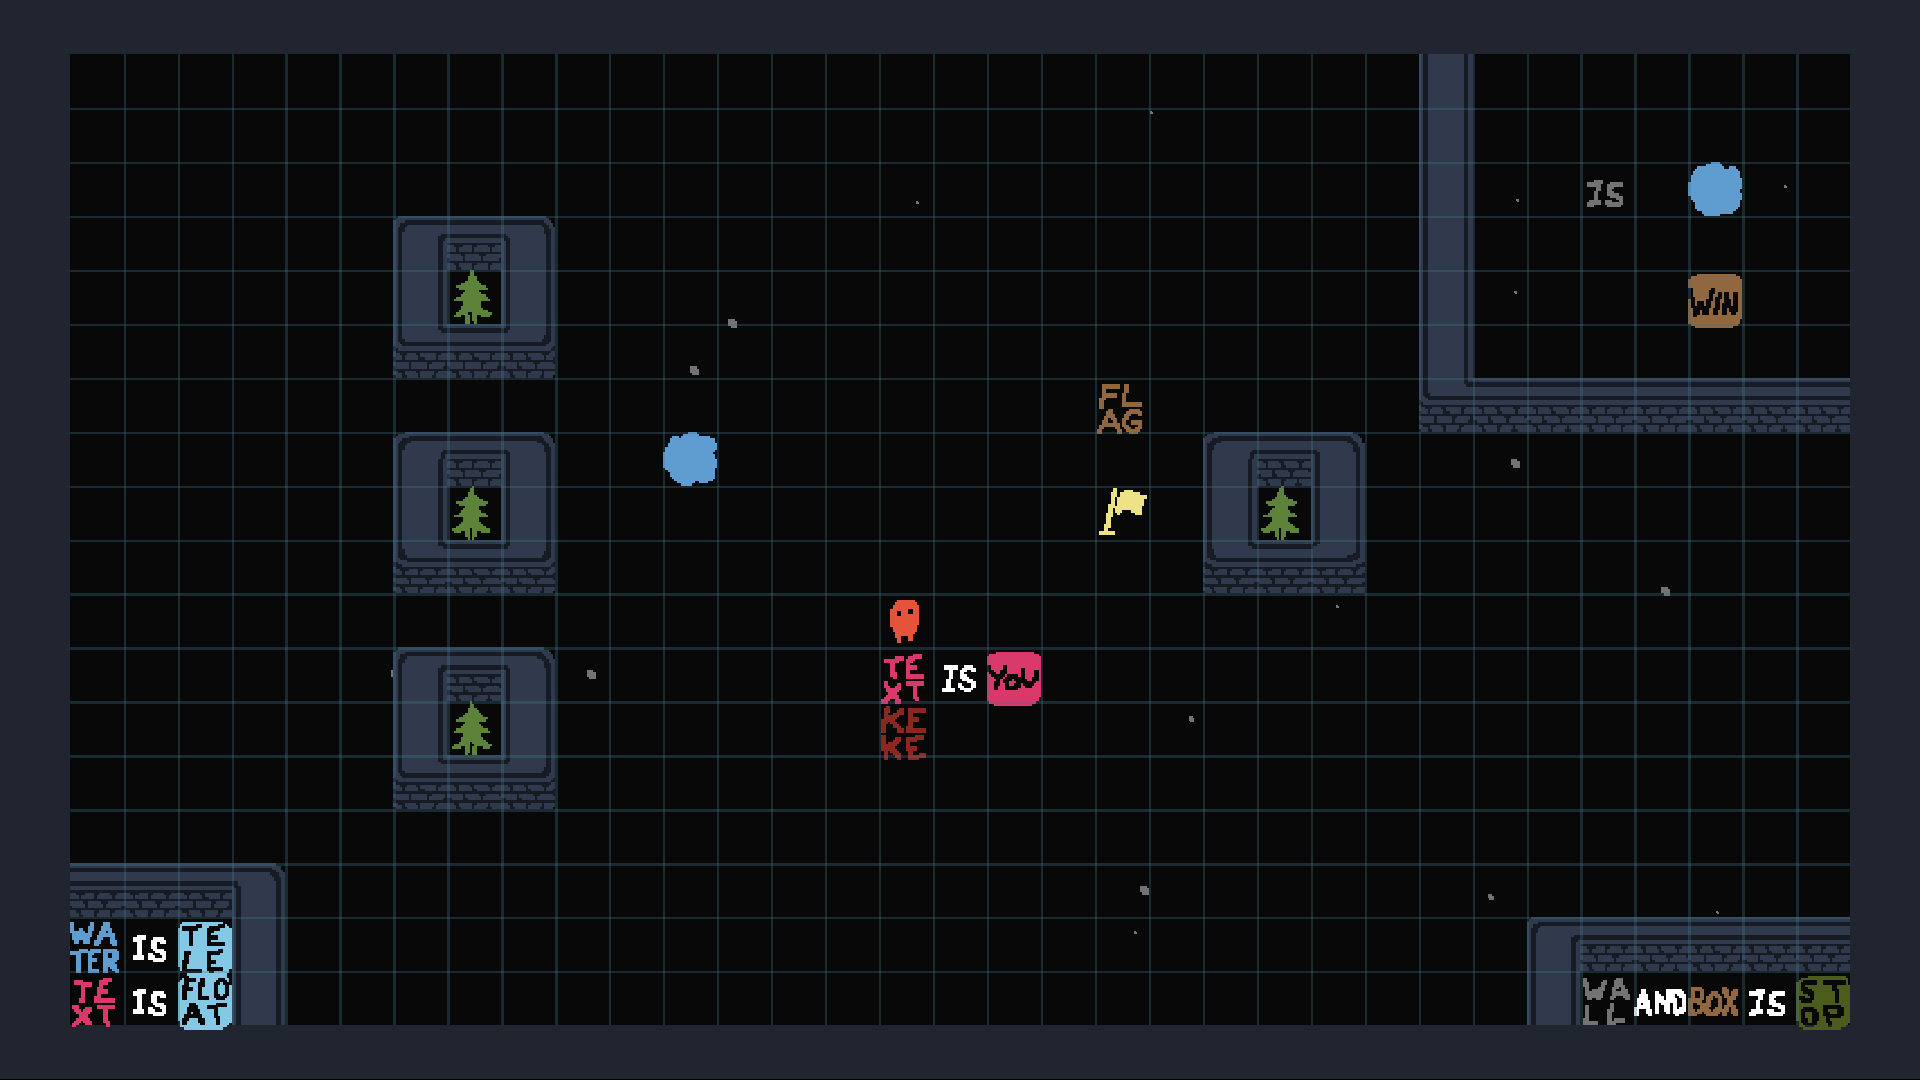 IS
WIN
FLAG
TEXT IS YOU
KEKE
WATER IS TELE
TEXT IS FLOAT
WALL AND BOX IS STOP